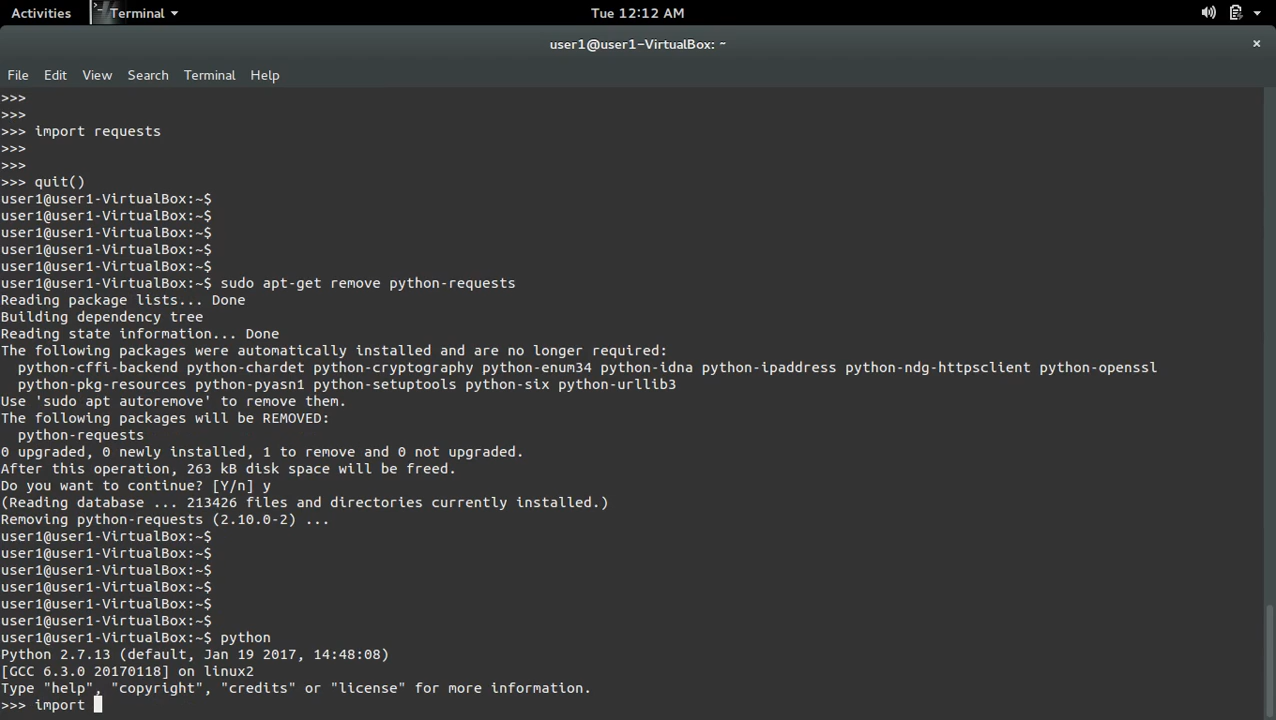 Activities Terminal Tue 12:12 AM
user1@user1-VirtualBox: ~ ×
File Edit View Search Terminal Help
>>>
>>>
>>> import requests
>>>
>>>
>>> quit()
user1@user1-VirtualBox:~$
user1@user1-VirtualBox:~$
user1@user1-VirtualBox:~$
user1@user1-VirtualBox:~$
user1@user1-VirtualBox:~$
user1@user1-VirtualBox:~$ sudo apt-get remove python-requests
Reading package lists... Done
Building dependency tree
Reading state information... Done
The following packages were automatically installed and are no longer required:
  python-cffi-backend python-chardet python-cryptography python-enum34 python-idna python-ipaddress python-ndg-httpsclient python-openssl
  python-pkg-resources python-pyasn1 python-setuptools python-six python-urllib3
Use 'sudo apt autoremove' to remove them.
The following packages will be REMOVED:
  python-requests
0 upgraded, 0 newly installed, 1 to remove and 0 not upgraded.
After this operation, 263 kB disk space will be freed.
Do you want to continue? [Y/n] y
(Reading database ... 213426 files and directories currently installed.)
Removing python-requests (2.10.0-2) ...
user1@user1-VirtualBox:~$
user1@user1-VirtualBox:~$
user1@user1-VirtualBox:~$
user1@user1-VirtualBox:~$
user1@user1-VirtualBox:~$
user1@user1-VirtualBox:~$
user1@user1-VirtualBox:~$ python
Python 2.7.13 (default, Jan 19 2017, 14:48:08)
[GCC 6.3.0 20170118] on linux2
Type "help", "copyright", "credits" or "license" for more information.
>>> import